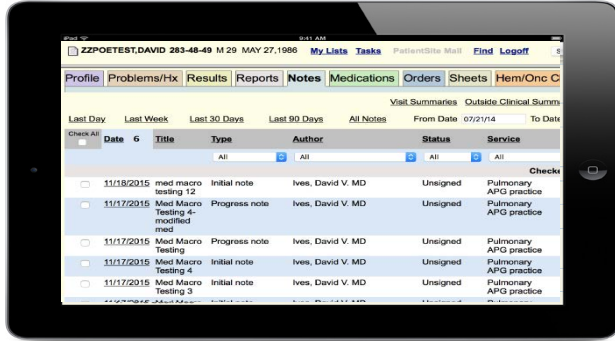 iPad
9:41 AM
ZZPOETEST,DAVID 283-48-49 M 29 MAY 27,1986 My Lists Tasks PatientSite Mail Find Logoff
Profile Problems/Hx Results Reports Notes Medications Orders Sheets Hem/Onc
Visit Summaries Outside Clinical Summ
Last Day Last Week Last 30 Days Last 90 Days All Notes From Date 07/21/14 To Date
Check All Date 6 Title Type Author Status Service
All All All All
Checke
11/18/2015 med macro testing 12 Initial note Ives, David V. MD Unsigned Pulmonary APG practice
11/17/2015 Med Macro Testing 4-modified med Progress note Ives, David V. MD Unsigned Pulmonary APG practice
11/17/2015 Med Macro Testing Progress note Ives, David V. MD Unsigned Pulmonary APG practice
11/17/2015 Med Macro Testing 4 Initial note Ives, David V. MD Unsigned Pulmonary APG practice
11/17/2015 Med Macro Testing 3 Initial note Ives, David V. MD Unsigned Pulmonary APG practice